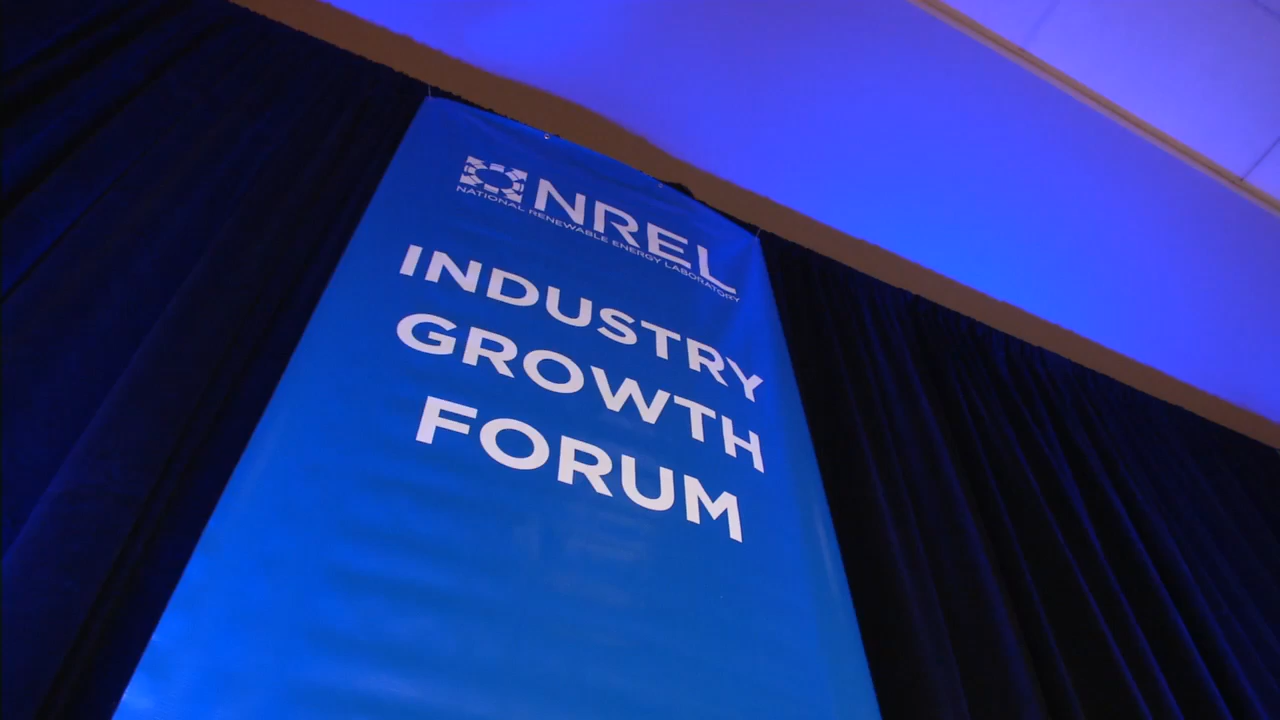 NREL
NATIONAL RENEWABLE ENERGY LABORATORY
INDUSTRY
GROWTH
FORUM